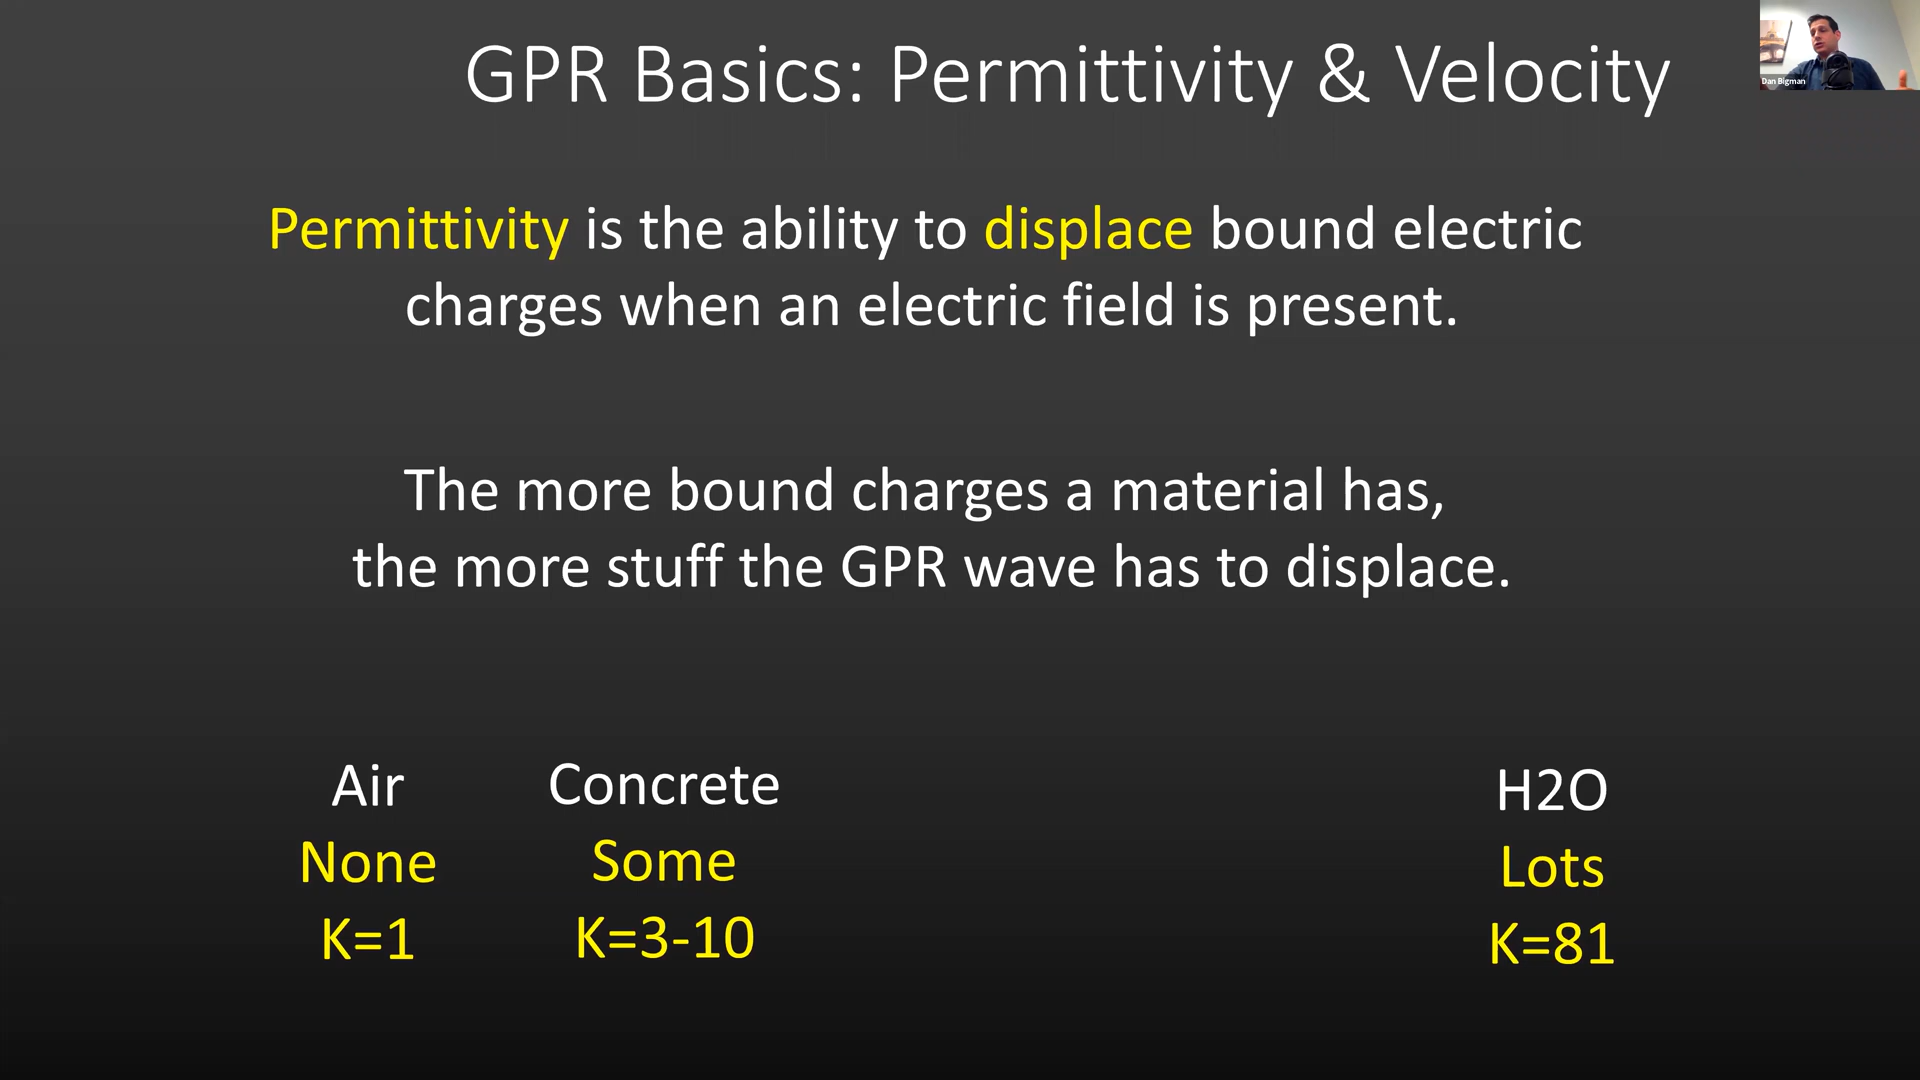 GPR Basics: Permittivity & Velocity
Dan Bigman
Permittivity is the ability to displace bound electric
charges when an electric field is present.
The more bound charges a material has,
the more stuff the GPR wave has to displace.
Air
None
K=1
Concrete
Some
K=3-10
H2O
Lots
K=81